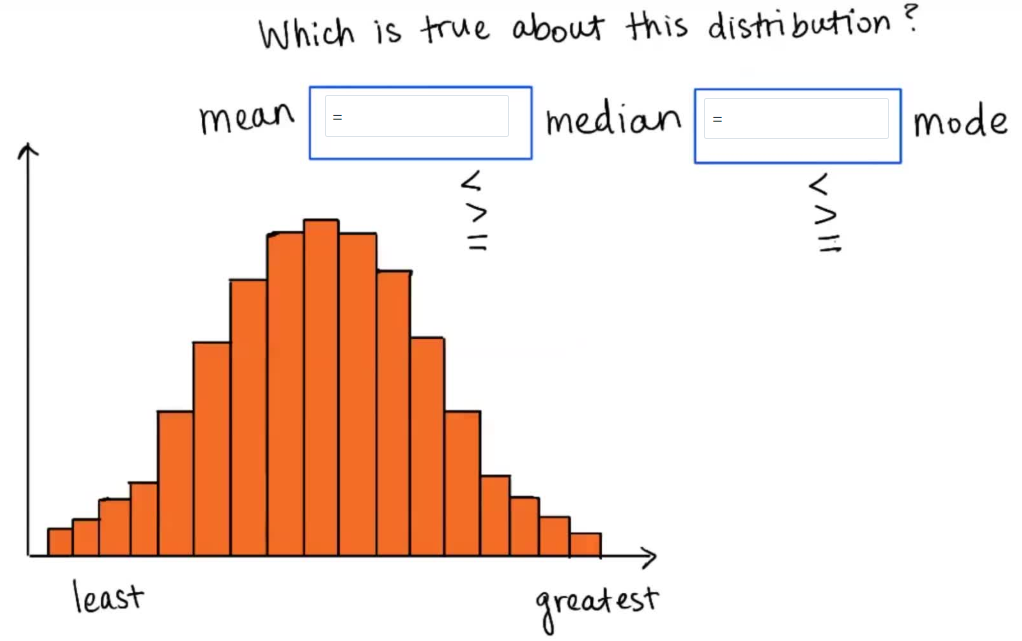 Which is true about this distribution?
mean = median = mode
< <
> >
= =
least greatest